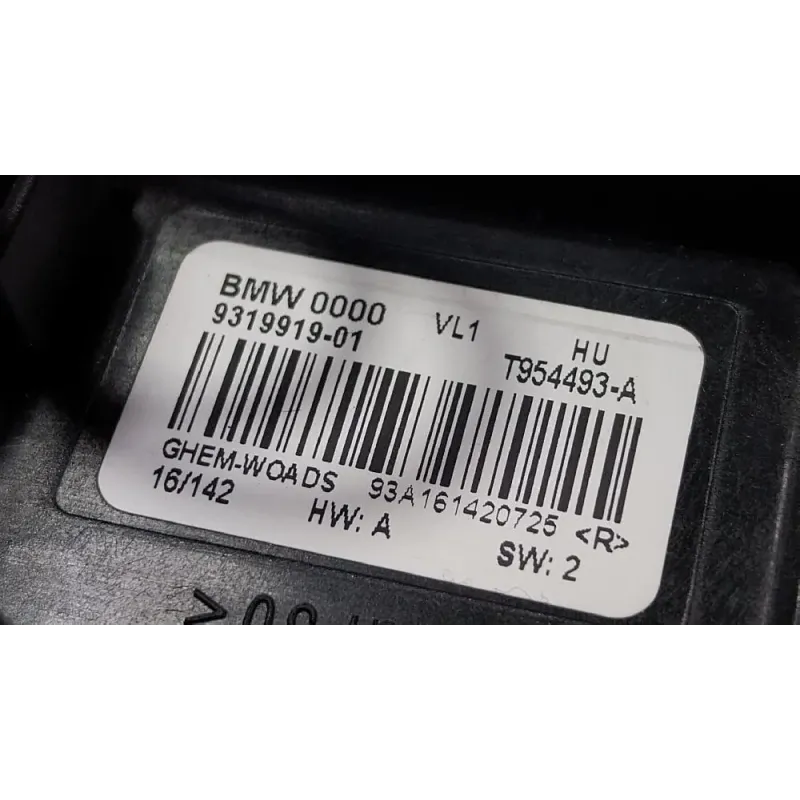 BMW 0000 VL1 HU
9319919-01 T954493-A
GHEM-WOADS 93A161420725 <R>
16/142 HW: A SW: 2